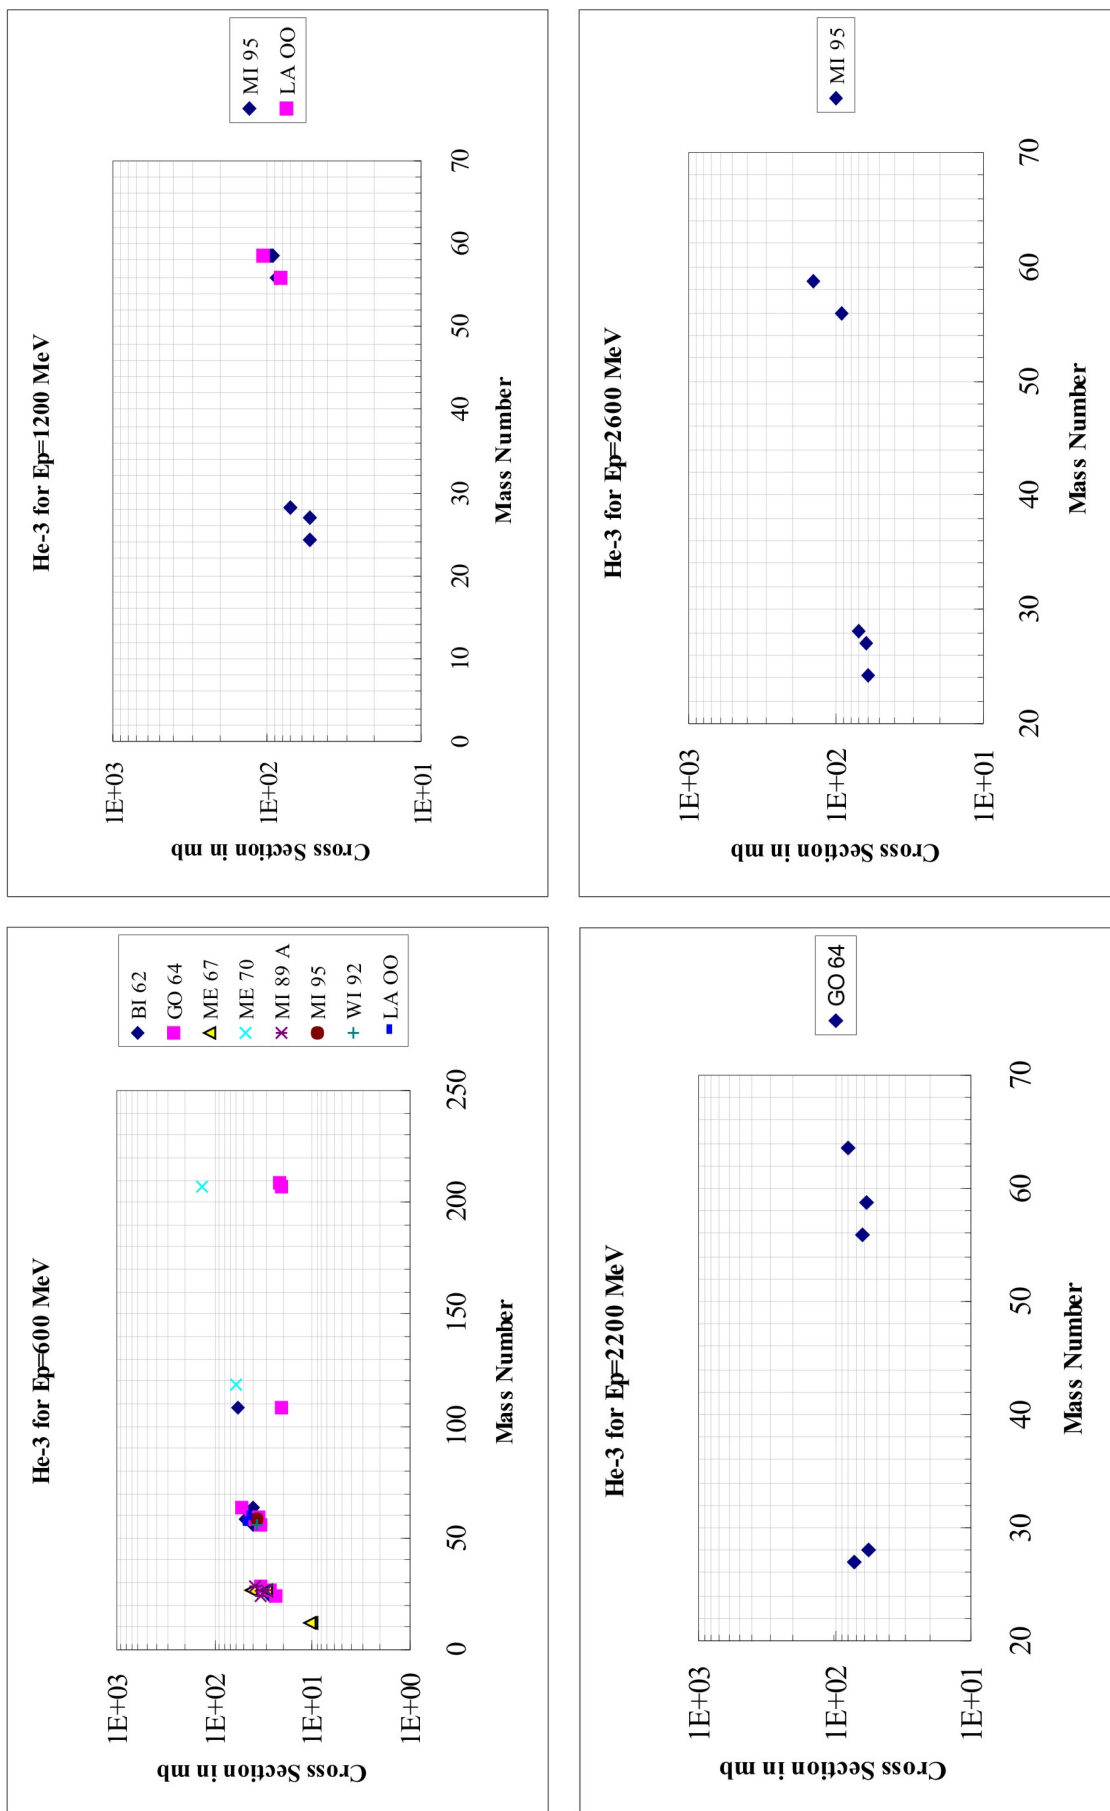 He-3 for Ep=600 MeV
Cross Section in mb
1E+03
1E+02
1E+01
1E+00
0
50
100
150
200
250
Mass Number
BI 62
GO 64
ME 67
ME 70
MI 89 A
MI 95
WI 92
LA OO
He-3 for Ep=1200 MeV
Cross Section in mb
1E+03
1E+02
1E+01
0
10
20
30
40
50
60
70
Mass Number
MI 95
LA OO
He-3 for Ep=2200 MeV
Cross Section in mb
1E+03
1E+02
1E+01
20
30
40
50
60
70
Mass Number
GO 64
He-3 for Ep=2600 MeV
Cross Section in mb
1E+03
1E+02
1E+01
20
30
40
50
60
70
Mass Number
MI 95